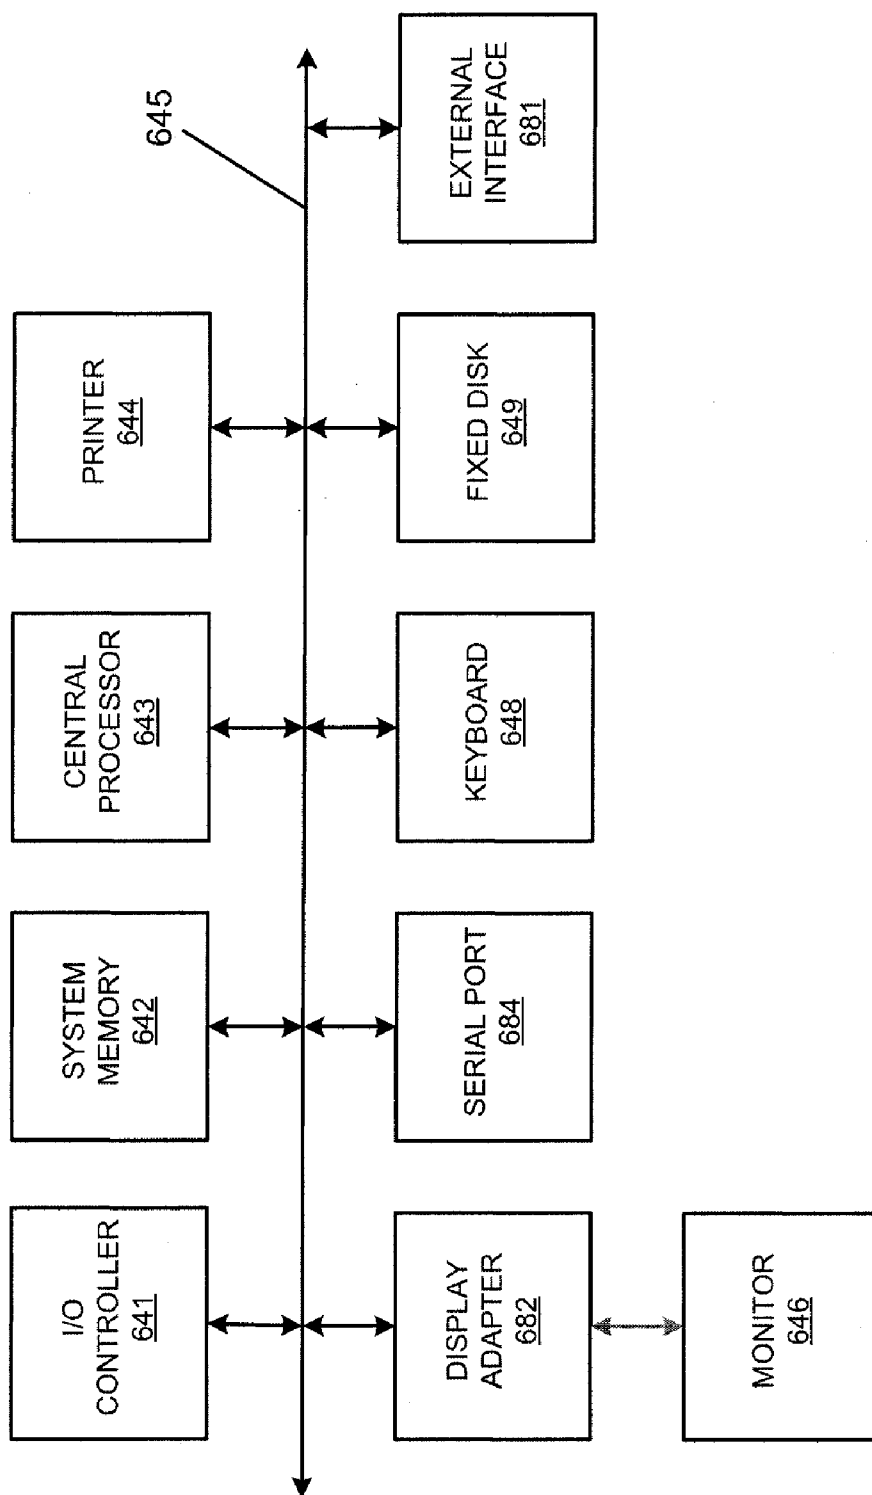 I/O
CONTROLLER
641
SYSTEM
MEMORY
642
CENTRAL
PROCESSOR
643
PRINTER
644
645
DISPLAY
ADAPTER
682
SERIAL PORT
684
KEYBOARD
648
FIXED DISK
649
EXTERNAL
INTERFACE
681
MONITOR
646